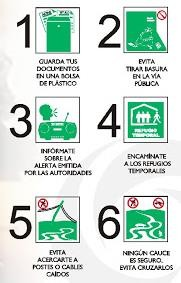 1
GUARDA TUS
DOCUMENTOS
EN UNA BOLSA
DE PLÁSTICO
2
EVITA
TIRAR BASURA
EN LA VÍA
PÚBLICA
3
INFÓRMATE
SOBRE LA
ALERTA EMITIDA
POR LAS AUTORIDADES
4
REFUGIO
TEMPORAL
ENCAMÍNATE
A LOS REFUGIOS
TEMPORALES
5
EVITA
ACERCARTE A
POSTES O CABLES
CAÍDOS
6
NINGÚN CAUCE
ES SEGURO,
EVITA CRUZARLOS